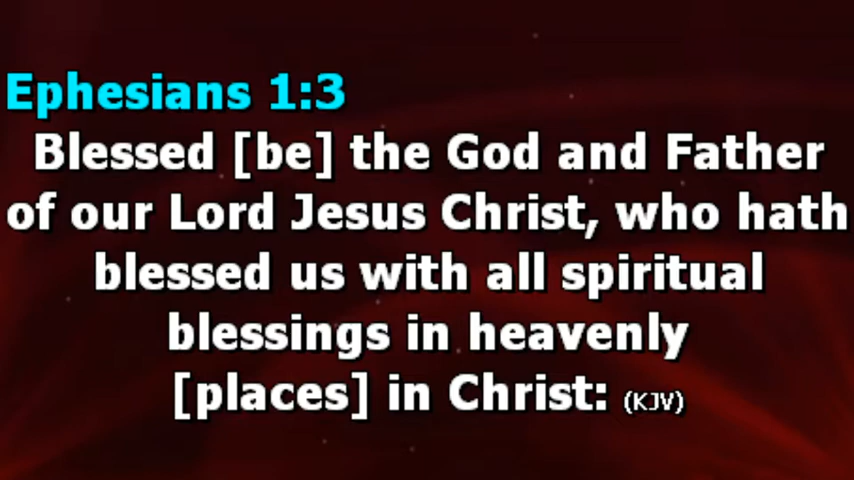 Ephesians 1:3
Blessed [be] the God and Father
of our Lord Jesus Christ, who hath
blessed us with all spiritual
blessings in heavenly
[places] in Christ: (KJV)